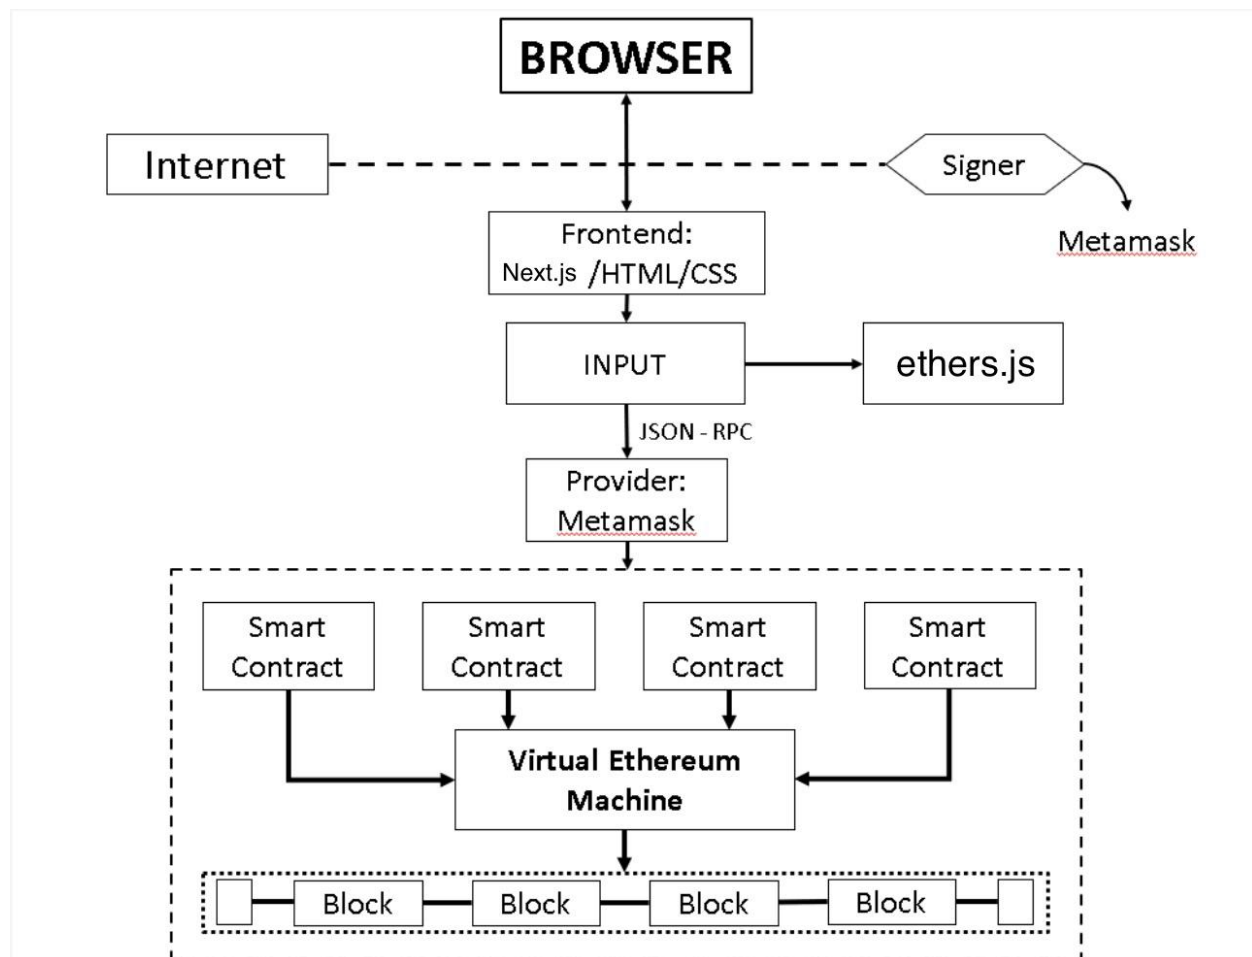 BROWSER
Internet
Signer
Metamask
Frontend:
Next.js /HTML/CSS
INPUT
ethers.js
JSON - RPC
Provider:
Metamask
Smart
Contract
Smart
Contract
Smart
Contract
Smart
Contract
Virtual Ethereum
Machine
Block
Block
Block
Block